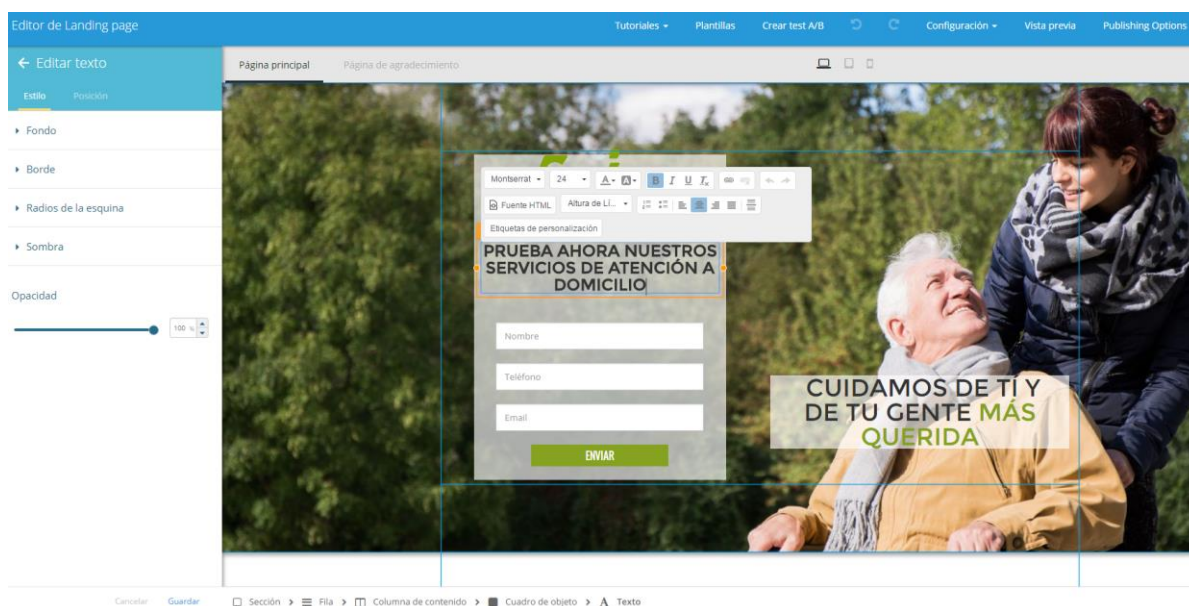 Editor de Landing page
Tutoriales
Plantillas
Crear test A/B
Configuración
Vista previa
Publishing Options
Editar texto
Página principal
Página de agradecimiento
Estilo
Posición
Fondo
Borde
Radios de la esquina
Sombra
Opacidad
100 %
Montserrat
24
Fuente HTML
Altura de Lí...
Etiquetas de personalización
PRUEBA AHORA NUESTROS
SERVICIOS DE ATENCIÓN A
DOMICILIO
Nombre
Teléfono
Email
ENVIAR
CUIDAMOS DE TÍ Y
DE TU GENTE MÁS
QUERIDA
Cancelar
Guardar
Sección > Fila > Columna de contenido > Cuadro de objeto > A Texto